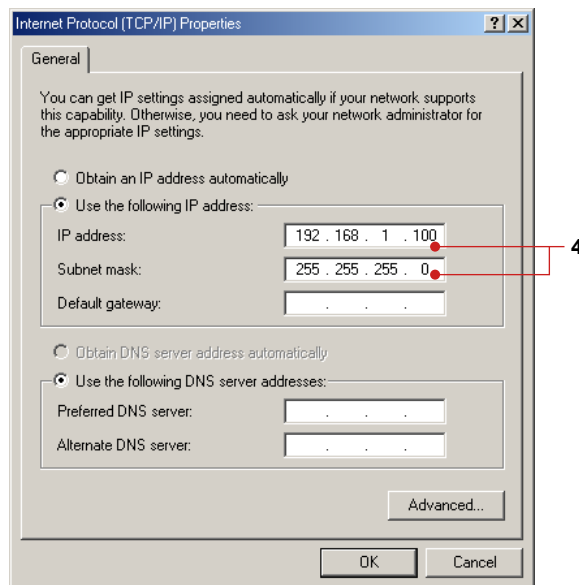 Internet Protocol (TCP/IP) Properties
General
You can get IP settings assigned automatically if your network supports
this capability. Otherwise, you need to ask your network administrator for
the appropriate IP settings.
Obtain an IP address automatically
Use the following IP address:
IP address: 192 . 168 . 1 . 100
4
Subnet mask: 255 . 255 . 255 . 0
Default gateway: . . .
Obtain DNS server address automatically
Use the following DNS server addresses:
Preferred DNS server: . . .
Alternate DNS server: . . .
Advanced...
OK Cancel